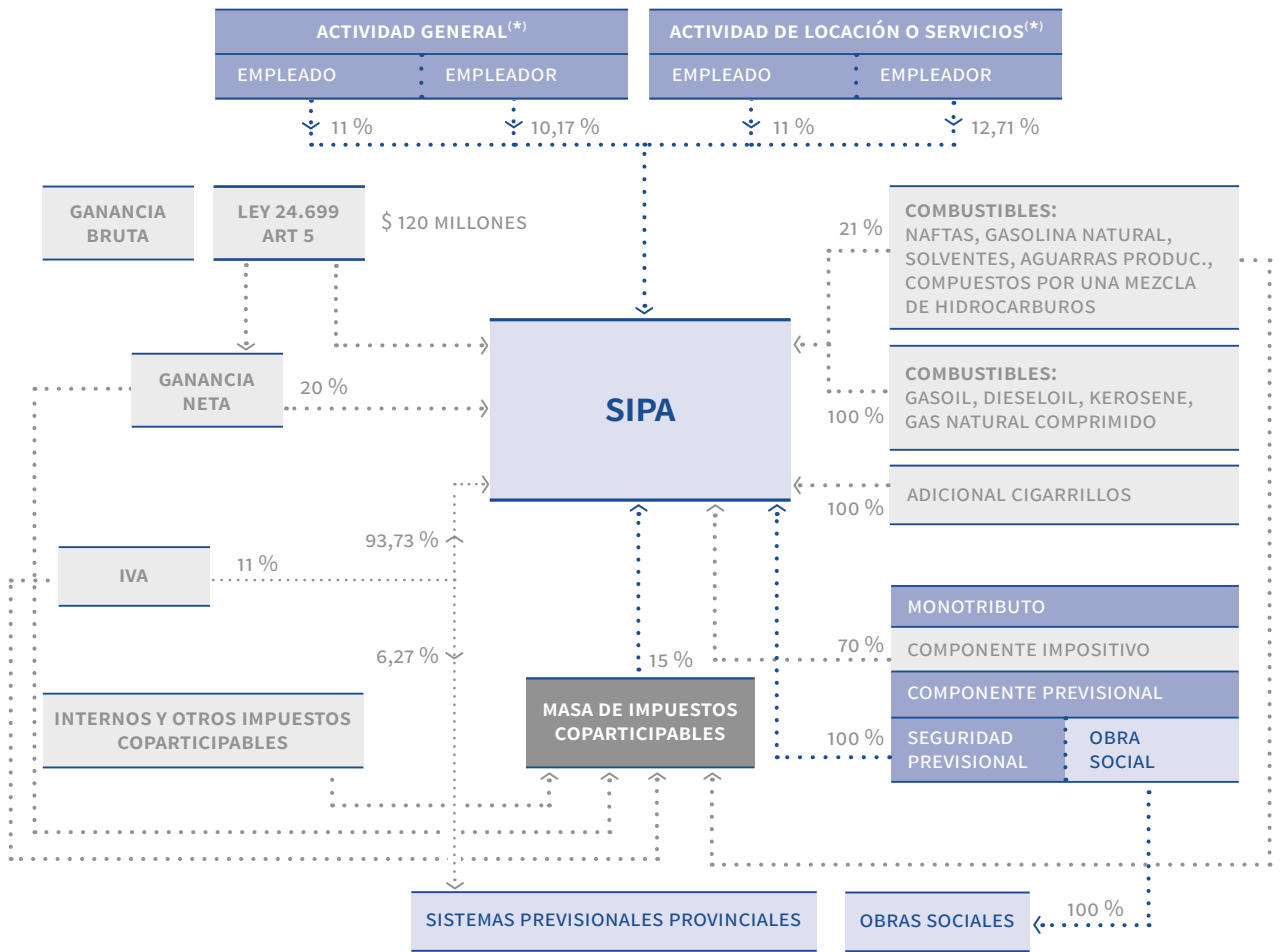 ACTIVIDAD GENERAL(*)
EMPLEADO
EMPLEADOR
ACTIVIDAD DE LOCACIÓN O SERVICIOS(*)
EMPLEADO
EMPLEADOR
11 %
10,17 %
11 %
12,71 %
GANANCIA
BRUTA
LEY 24.699
ART 5
$ 120 MILLONES
21 %
COMBUSTIBLES:
NAFTAS, GASOLINA NATURAL,
SOLVENTES, AGUARRAS PRODUC.,
COMPUESTOS POR UNA MEZCLA
DE HIDROCARBUROS
GANANCIA
NETA
20 %
SIPA
COMBUSTIBLES:
GASOIL, DIESELOIL, KEROSENE,
GAS NATURAL COMPRIMIDO
100 %
ADICIONAL CIGARRILLOS
100 %
93,73 %
IVA
11 %
6,27 %
MONOTRIBUTO
70 %
COMPONENTE IMPOSITIVO
COMPONENTE PREVISIONAL
100 %
SEGURIDAD
PREVISIONAL
OBRA
SOCIAL
15 %
INTERNOS Y OTROS IMPUESTOS
COPARTICIPABLES
MASA DE IMPUESTOS
COPARTICIPABLES
SISTEMAS PREVISIONALES PROVINCIALES
OBRAS SOCIALES
100 %